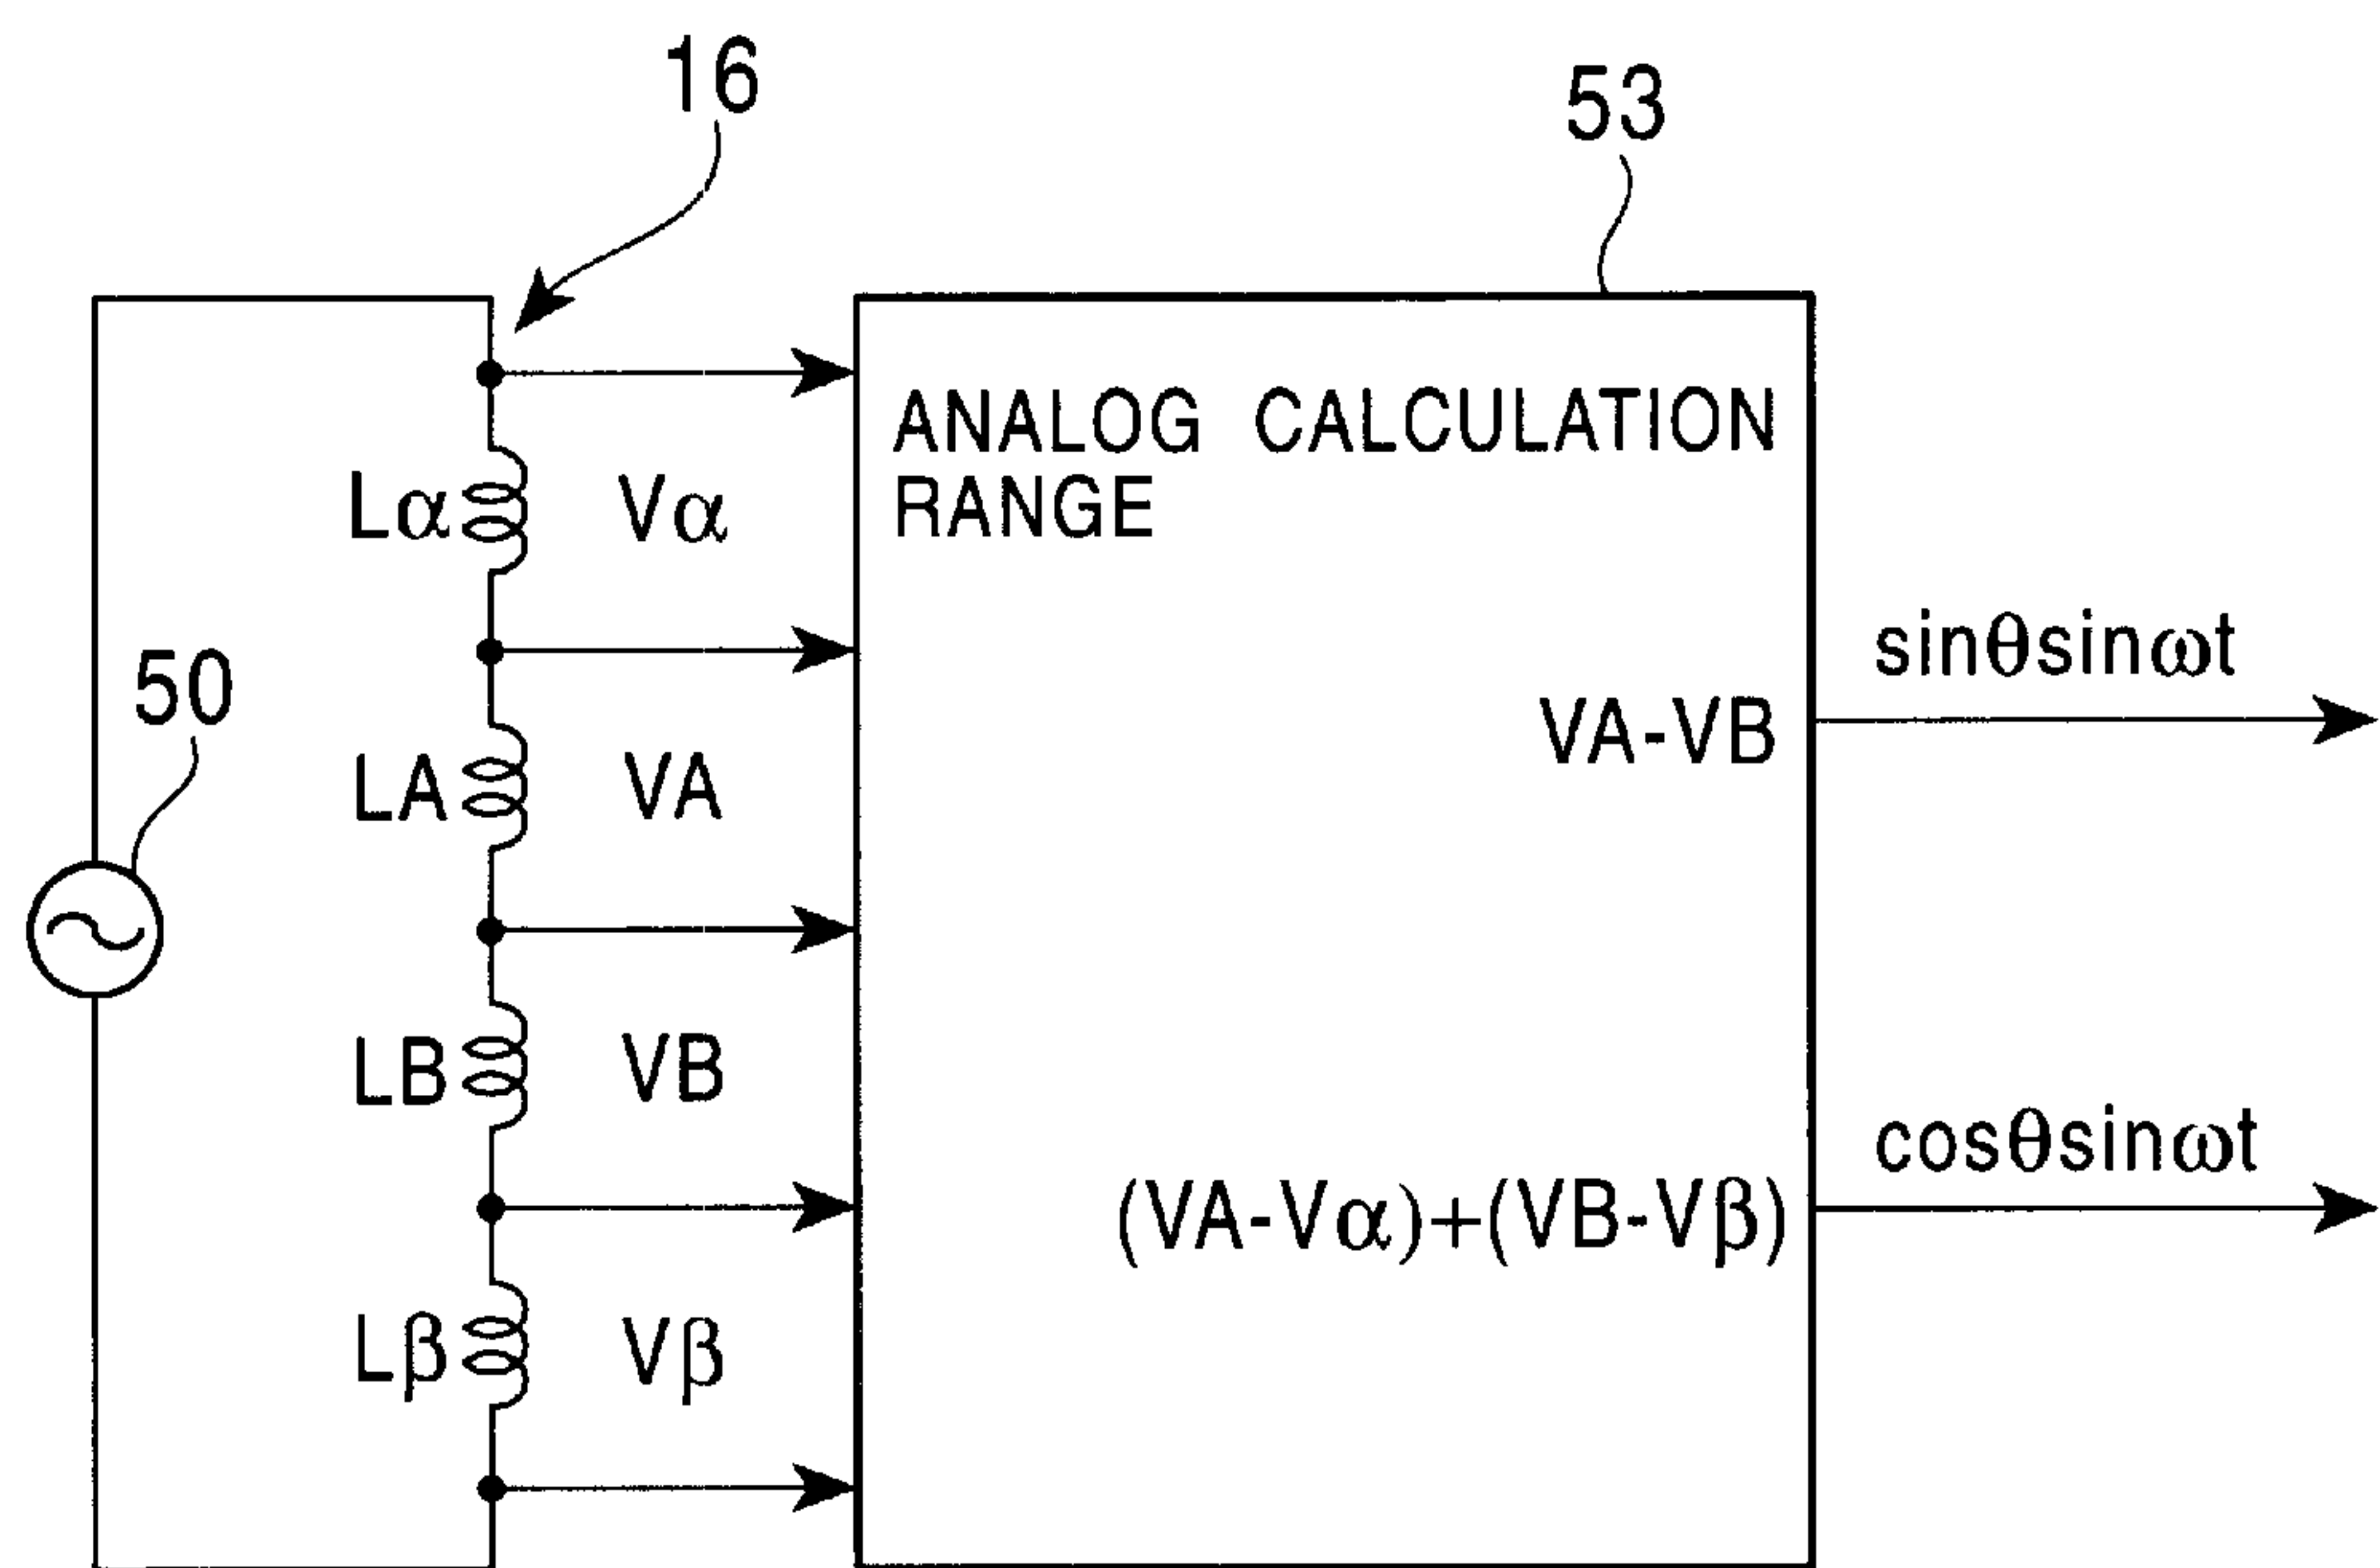 16
53
ANALOG CALCULATION
RANGE
Lα
Vα
50
sinθsinωt
VA-VB
LA
VA
LB
VB
cosθsinωt
(VA-Vα)+(VB-Vβ)
Lβ
Vβ